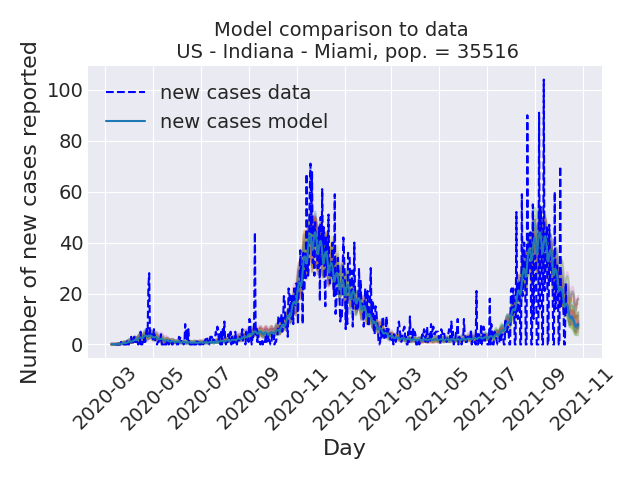 Model comparison to data
US - Indiana - Miami, pop. = 35516
new cases data
new cases model
Number of new cases reported
100
80
60
40
20
0
2020-03
2020-05
2020-07
2020-09
2020-11
2021-01
2021-03
2021-05
2021-07
2021-09
2021-11
Day